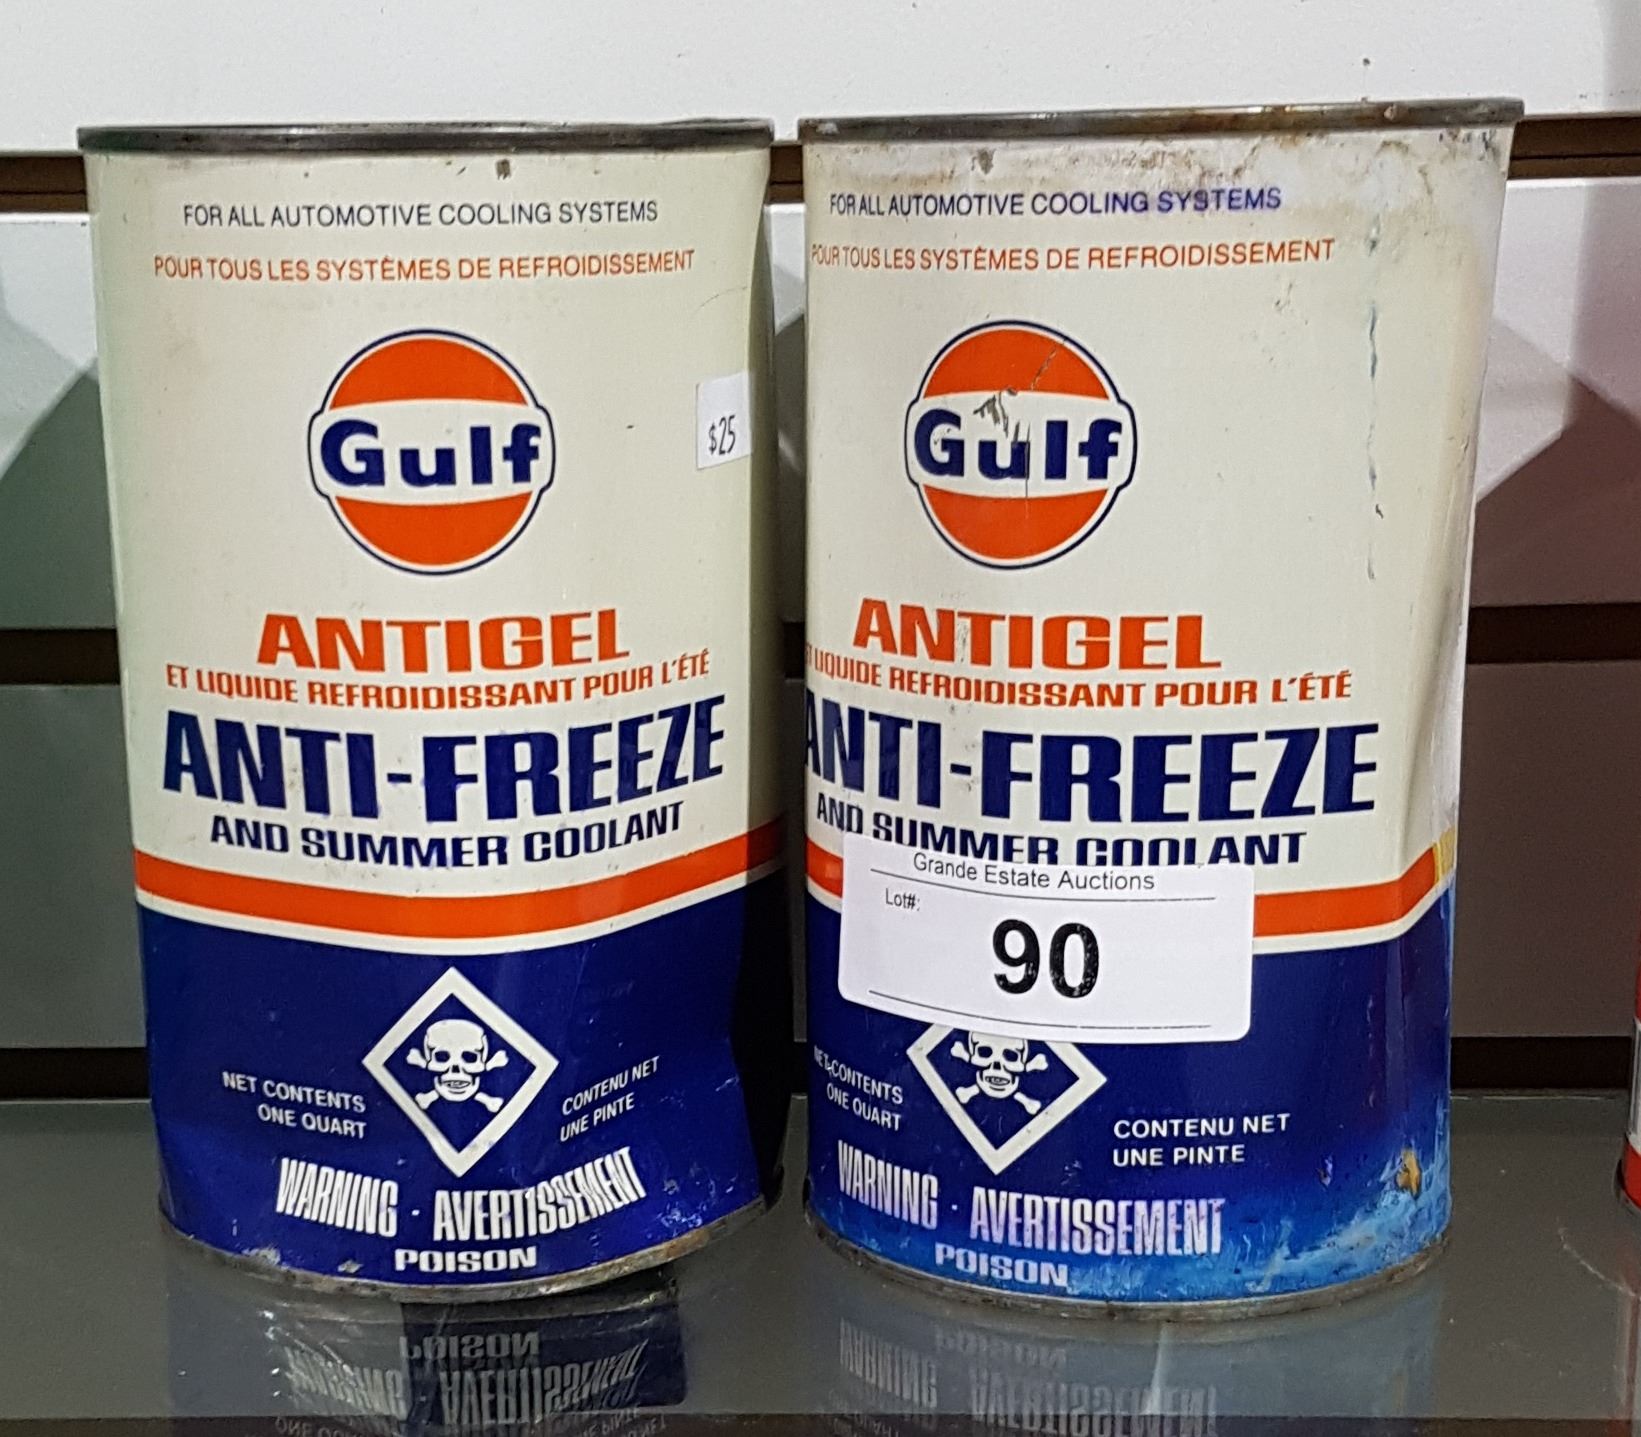 FOR ALL AUTOMOTIVE COOLING SYSTEMS
POUR TOUS LES SYSTÈMES DE REFROIDISSEMENT
Gulf
$25
ANTIGEL
ET LIQUIDE REFROIDISSANT POUR L'ÉTÉ
ANTI-FREEZE
AND SUMMER COOLANT
NET CONTENTS
ONE QUART
CONTENU NET
UNE PINTE
WARNING · AVERTISSEMENT
POISON
FOR ALL AUTOMOTIVE COOLING SYSTEMS
POUR TOUS LES SYSTÈMES DE REFROIDISSEMENT
Gulf
ANTIGEL
ET LIQUIDE REFROIDISSANT POUR L'ÉTÉ
ANTI-FREEZE
AND SUMMER COOLANT
Grande Estate Auctions
Lot#:
90
NET CONTENTS
ONE QUART
CONTENU NET
UNE PINTE
WARNING · AVERTISSEMENT
POISON